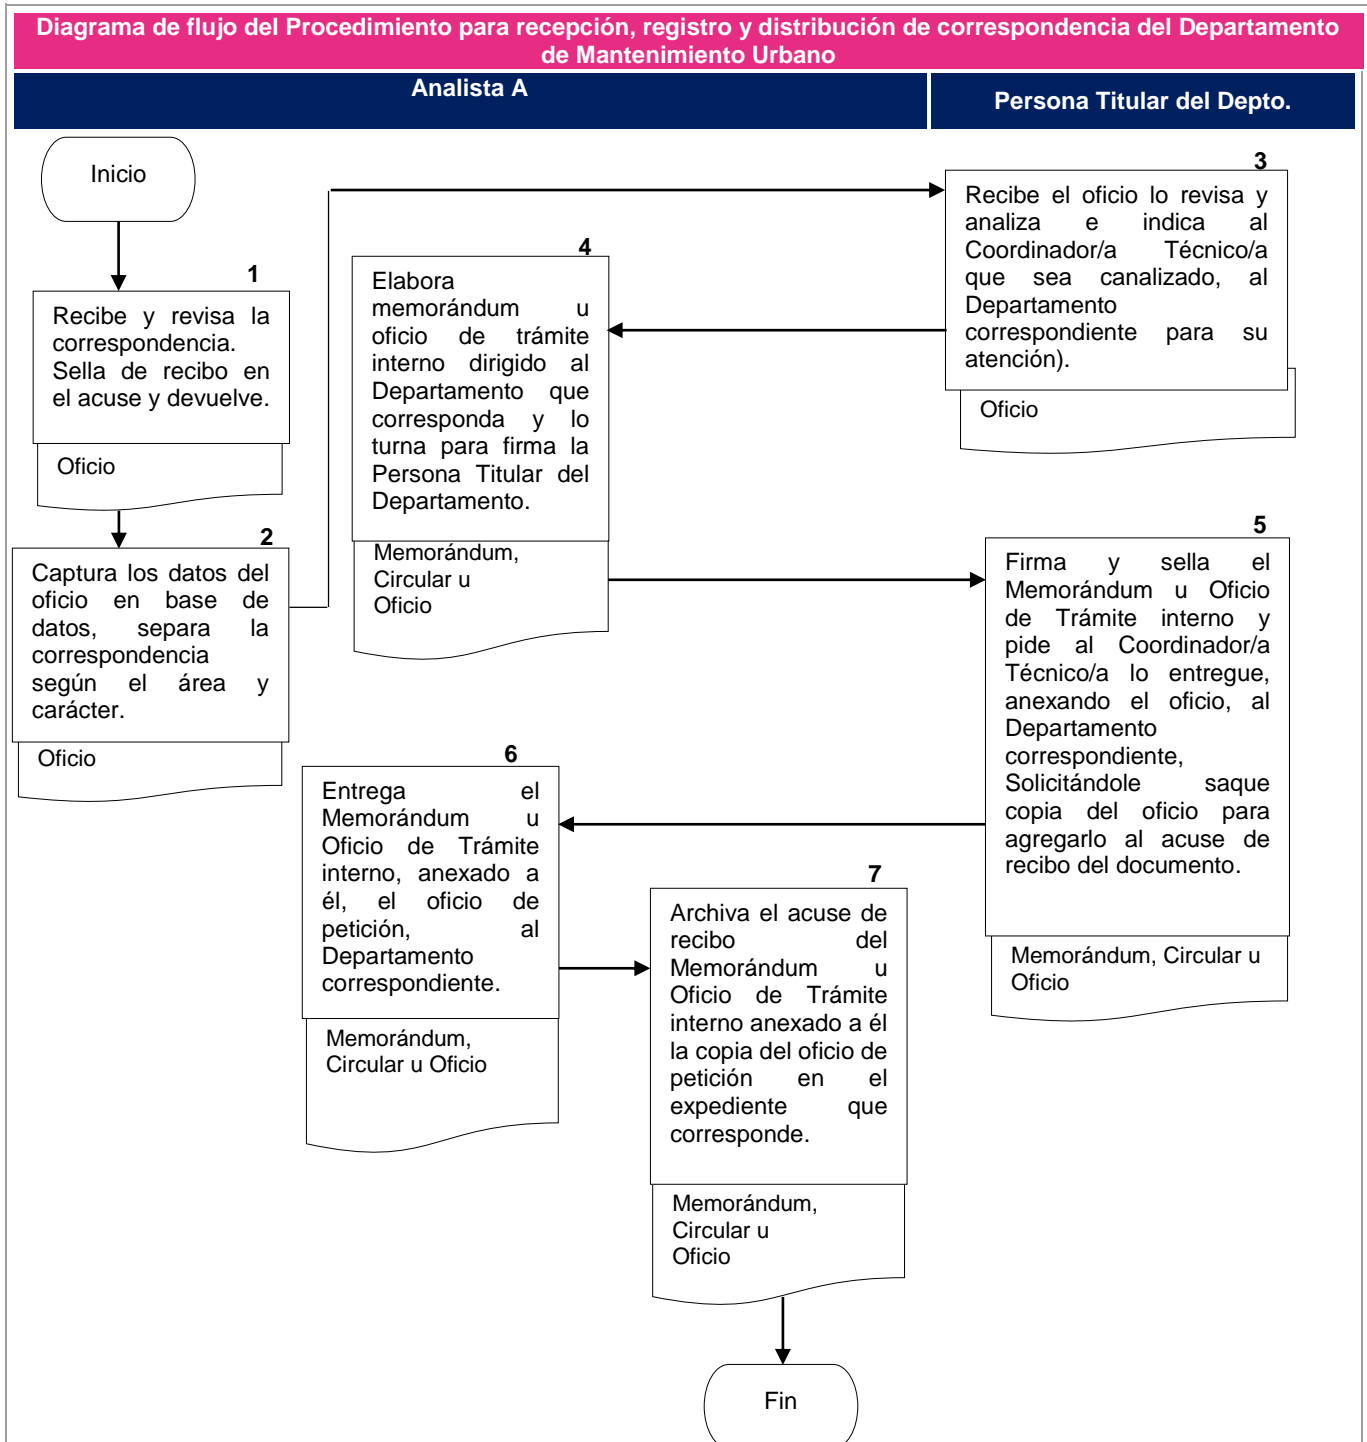 Diagrama de flujo del Procedimiento para recepción, registro y distribución de correspondencia del Departamento
de Mantenimiento Urbano
Analista A
Persona Titular del Depto.
Inicio
1
Recibe y revisa la
correspondencia.
Sella de recibo en
el acuse y devuelve.
Oficio
2
Captura los datos del
oficio en base de
datos, separa la
correspondencia
según el área y
carácter.
Oficio
3
Recibe el oficio lo revisa y
analiza e indica al
Coordinador/a Técnico/a
que sea canalizado, al
Departamento
correspondiente para su
atención).
Oficio
4
Elabora
memorándum u
oficio de trámite
interno dirigido al
Departamento que
corresponda y lo
turna para firma la
Persona Titular del
Departamento.
Memorándum,
Circular u
Oficio
5
Firma y sella el
Memorándum u Oficio
de Trámite interno y
pide al Coordinador/a
Técnico/a lo entregue,
anexando el oficio, al
Departamento
correspondiente,
Solicitándole saque
copia del oficio para
agregarlo al acuse de
recibo del documento.
Memorándum, Circular u
Oficio
6
Entrega el
Memorándum u
Oficio de Trámite
interno, anexado a
él, el oficio de
petición, al
Departamento
correspondiente.
Memorándum,
Circular u Oficio
7
Archiva el acuse de
recibo del
Memorándum u
Oficio de Trámite
interno anexado a él
la copia del oficio de
petición en el
expediente que
corresponde.
Memorándum,
Circular u
Oficio
Fin